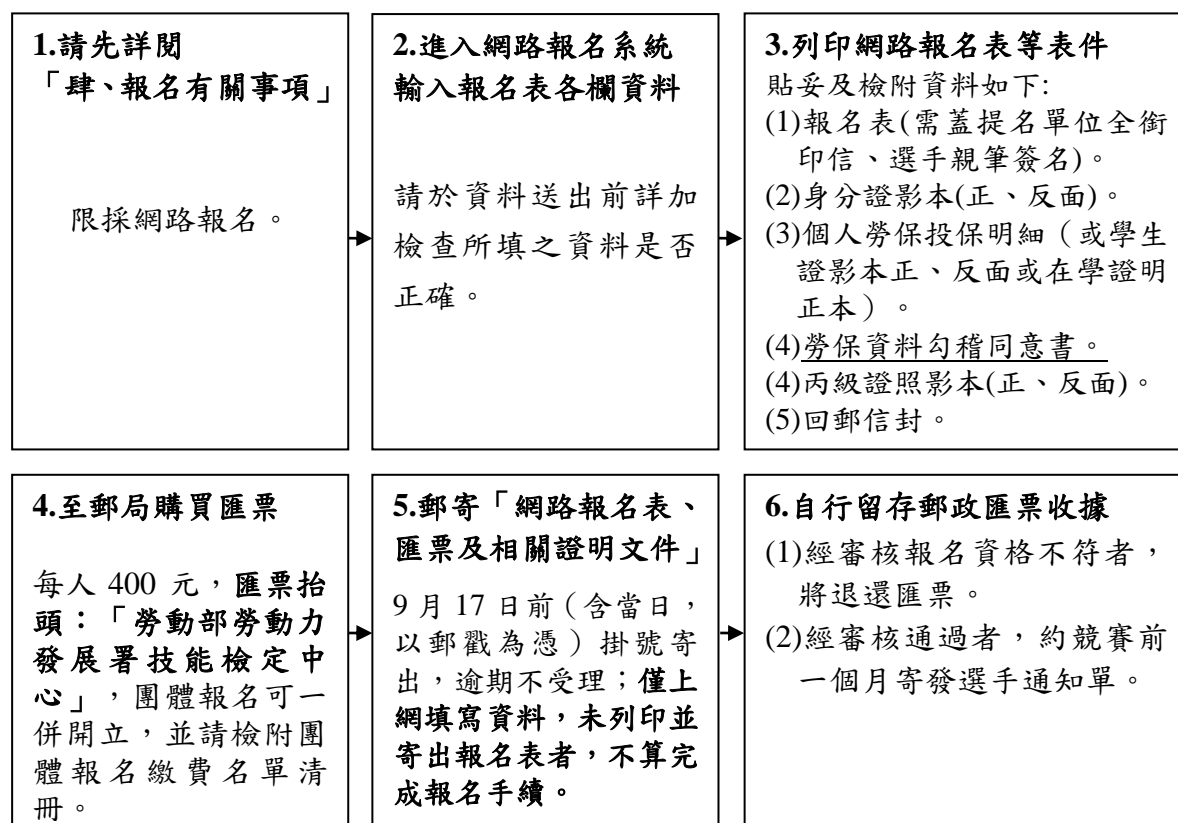 1.請先詳閱
「肆、報名有關事項」
限採網路報名。
2.進入網路報名系統
輸入報名表各欄資料
請於資料送出前詳加
檢查所填之資料是否
正確。
3.列印網路報名表等表件
貼妥及檢附資料如下:
(1)報名表(需蓋提名單位全銜
印信、選手親筆簽名)。
(2)身分證影本(正、反面)。
(3)個人勞保投保明細（或學生
證影本正、反面或在學證明
正本）。
(4)勞保資料勾稽同意書。
(4)丙級證照影本(正、反面)。
(5)回郵信封。
4.至郵局購買匯票
每人 400 元，匯票抬
頭：「勞動部勞動力
發展署技能檢定中
心」，團體報名可一
併開立，並請檢附團
體報名繳費名單清
冊。
5.郵寄「網路報名表、
匯票及相關證明文件」
9 月 17 日前（含當日，
以郵戳為憑）掛號寄
出，逾期不受理；僅上
網填寫資料，未列印並
寄出報名表者，不算完
成報名手續。
6.自行留存郵政匯票收據
(1)經審核報名資格不符者，
將退還匯票。
(2)經審核通過者，約競賽前
一個月寄發選手通知單。